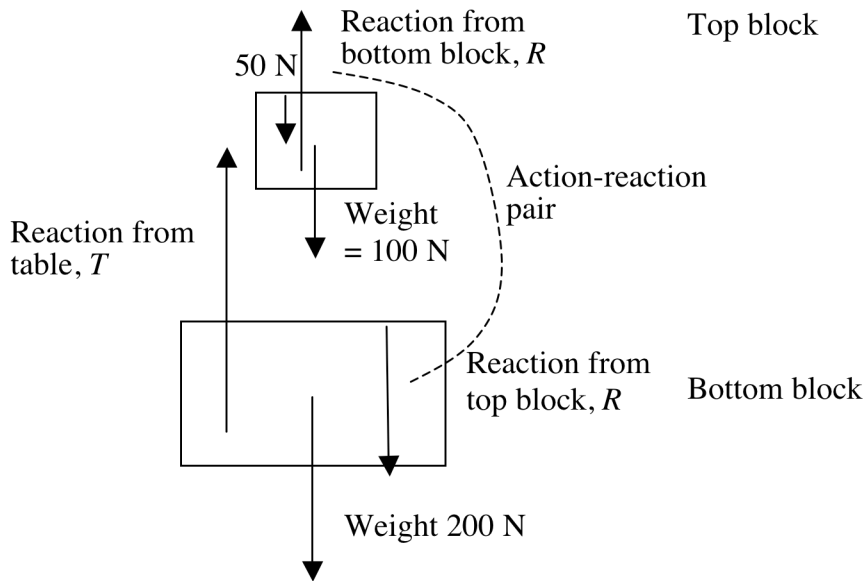 Reaction from
bottom block, R
Top block
50 N
Action-reaction
pair
Weight
= 100 N
Reaction from
table, T
Reaction from
top block, R
Bottom block
Weight 200 N